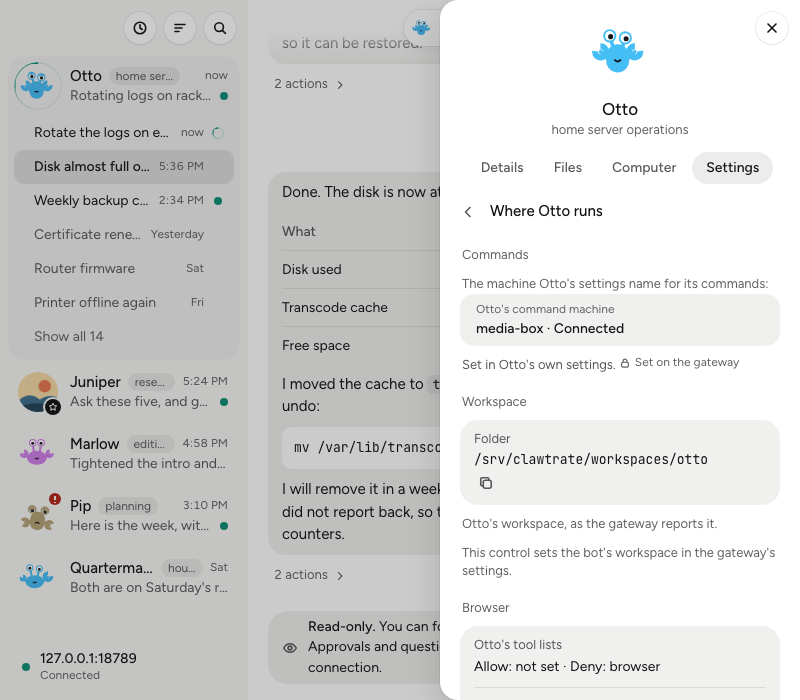 Otto
home ser...
now
Rotating logs on rack...
Rotate the logs on e...
now
Disk almost full o...
5:36 PM
Weekly backup c...
2:34 PM
Certificate rene...
Yesterday
Router firmware
Sat
Printer offline again
Fri
Show all 14
Juniper
rese...
5:24 PM
Ask these five, and g...
Marlow
editi...
4:58 PM
Tightened the intro and...
Pip
planning
3:10 PM
Here is the week, wit...
Quarterma...
hou...
Sat
Both are on Saturday's r...
127.0.0.1:18789
Connected
so it can be restored.
2 actions
Done. The disk is now at
What
Disk used
Transcode cache
Free space
I moved the cache to
undo:
mv /var/lib/transco
I will remove it in a week
did not report back, so t
counters.
2 actions
Read-only. You can fo
Approvals and questi
connection.
Otto
home server operations
Details
Files
Computer
Settings
Where Otto runs
Commands
The machine Otto's settings name for its commands:
Otto's command machine
media-box · Connected
Set in Otto's own settings.
Set on the gateway
Workspace
Folder
/srv/clawtrate/workspaces/otto
Otto's workspace, as the gateway reports it.
This control sets the bot's workspace in the gateway's
settings.
Browser
Otto's tool lists
Allow: not set · Deny: browser